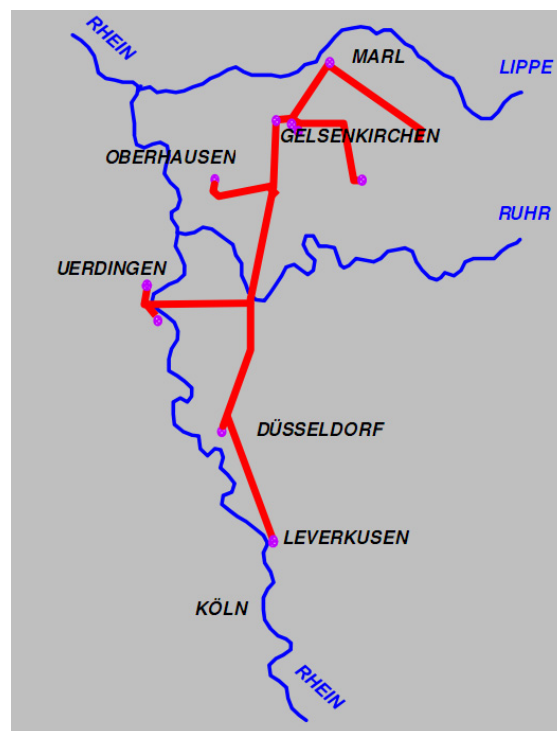 RHEIN
MARL
LIPPE
GELSENKIRCHEN
OBERHAUSEN
RUHR
UERDINGEN
DÜSSELDORF
LEVERKUSEN
KÖLN
RHEIN